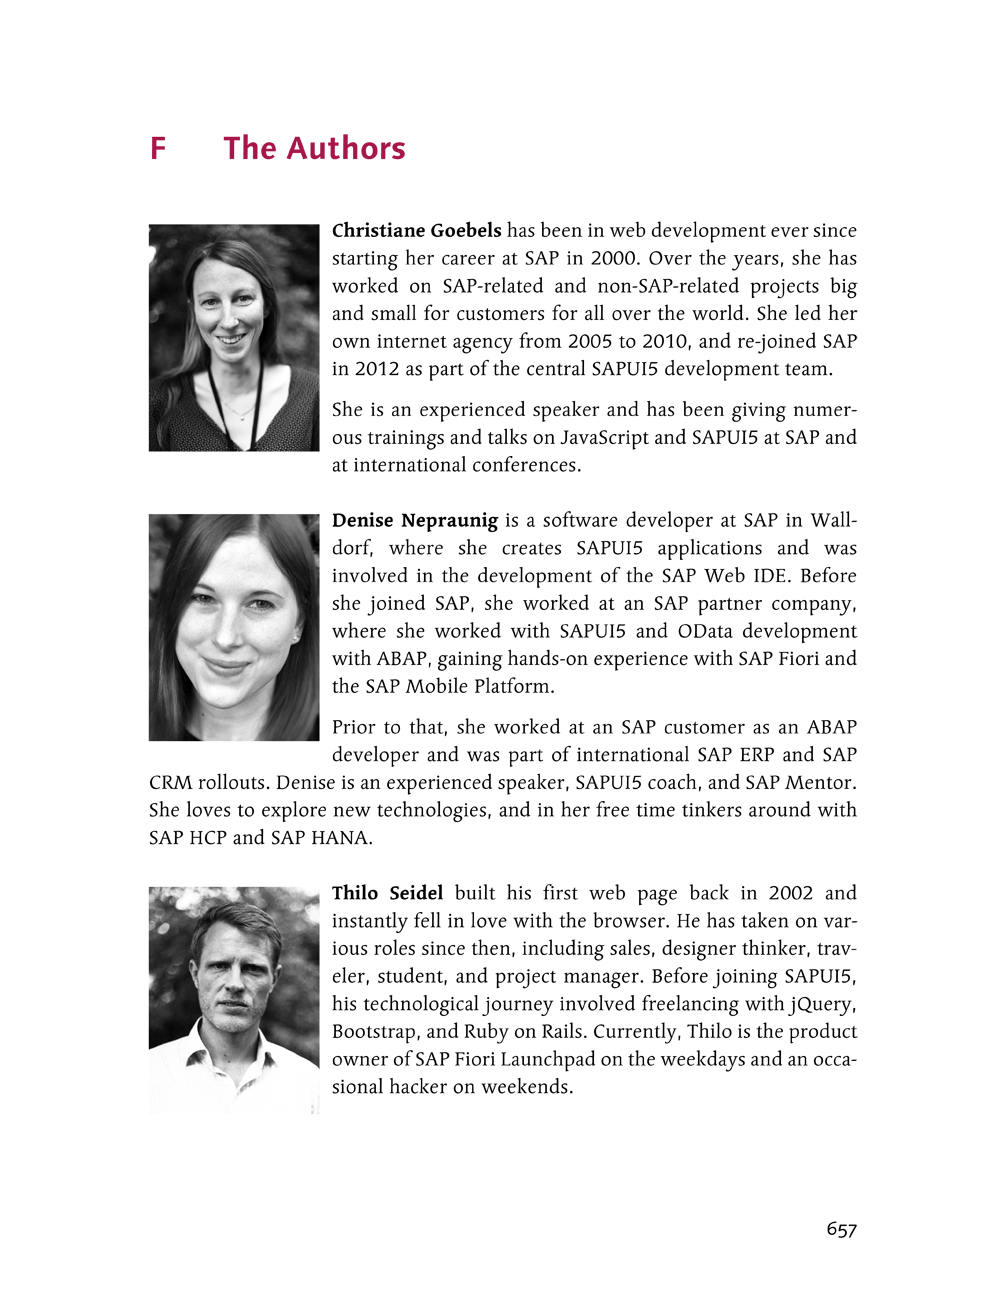 F The Authors
Christiane Goebels has been in web development ever since
starting her career at SAP in 2000. Over the years, she has
worked on SAP-related and non-SAP-related projects big
and small for customers for all over the world. She led her
own internet agency from 2005 to 2010, and re-joined SAP
in 2012 as part of the central SAPUI5 development team.
She is an experienced speaker and has been giving numer-
ous trainings and talks on JavaScript and SAPUI5 at SAP and
at international conferences.
Denise Nepraunig is a software developer at SAP in Wall-
dorf, where she creates SAPUI5 applications and was
involved in the development of the SAP Web IDE. Before
she joined SAP, she worked at an SAP partner company,
where she worked with SAPUI5 and OData development
with ABAP, gaining hands-on experience with SAP Fiori and
the SAP Mobile Platform.
Prior to that, she worked at an SAP customer as an ABAP
developer and was part of international SAP ERP and SAP
CRM rollouts. Denise is an experienced speaker, SAPUI5 coach, and SAP Mentor.
She loves to explore new technologies, and in her free time tinkers around with
SAP HCP and SAP HANA.
Thilo Seidel built his first web page back in 2002 and
instantly fell in love with the browser. He has taken on var-
ious roles since then, including sales, designer thinker, trav-
eler, student, and project manager. Before joining SAPUI5,
his technological journey involved freelancing with jQuery,
Bootstrap, and Ruby on Rails. Currently, Thilo is the product
owner of SAP Fiori Launchpad on the weekdays and an occa-
sional hacker on weekends.
657